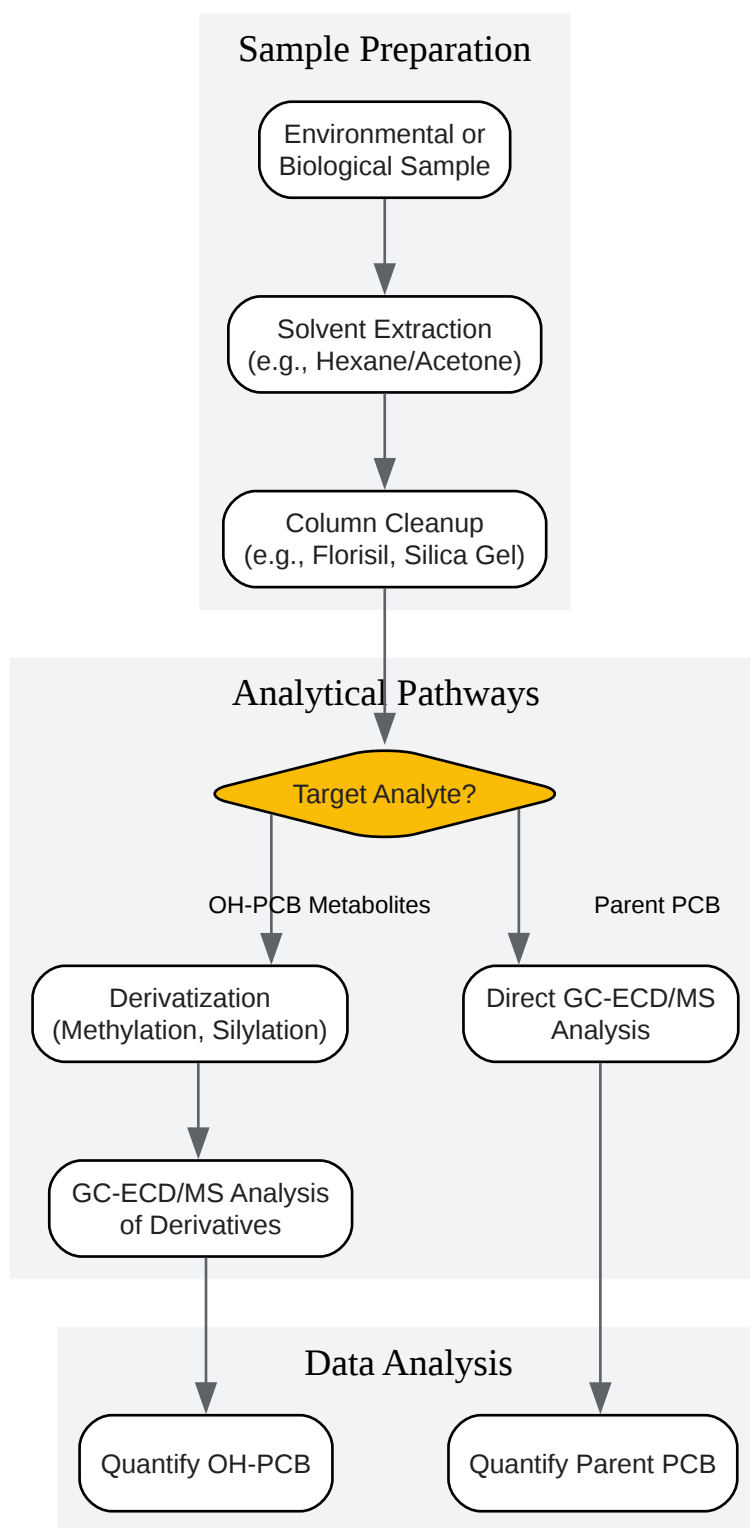 Sample Preparation
Environmental or
Biological Sample
Solvent Extraction
(e.g., Hexane/Acetone)
Column Cleanup
(e.g., Florisil, Silica Gel)
Analytical Pathways
Target Analyte?
OH-PCB Metabolites
Parent PCB
Derivatization
(Methylation, Silylation)
Direct GC-ECD/MS
Analysis
GC-ECD/MS Analysis
of Derivatives
Data Analysis
Quantify OH-PCB
Quantify Parent PCB